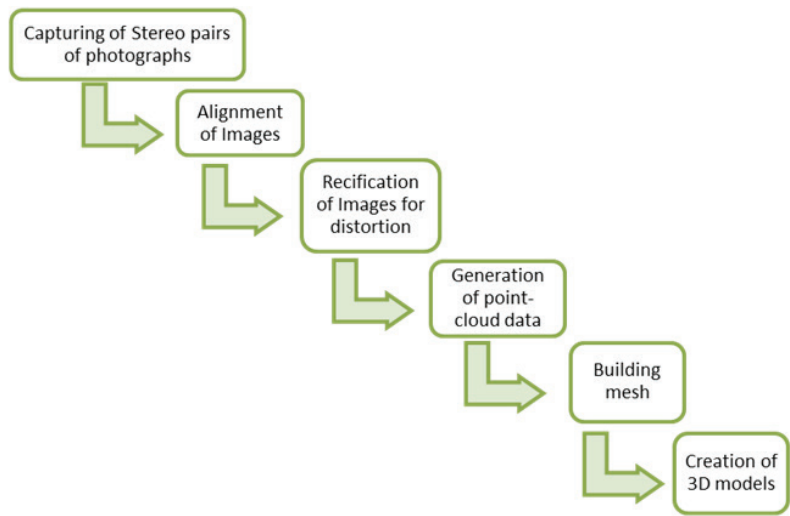 Capturing of Stereo pairs
of photographs
Alignment
of Images
Recification
of Images for
distortion
Generation
of point-
cloud data
Building
mesh
Creation of
3D models